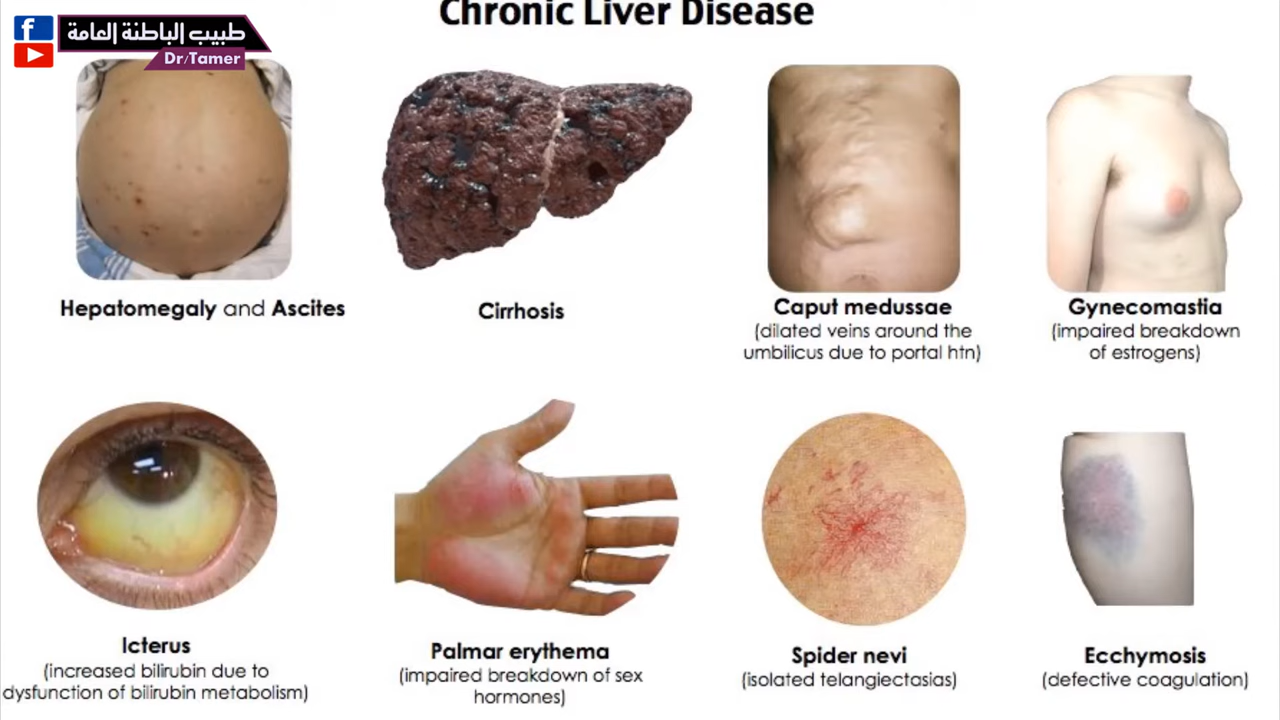 Chronic Liver Disease
f
طبيب الباطنة العامة
Dr/Tamer
Hepatomegaly and Ascites
Cirrhosis
Caput medussae
(dilated veins around the
umbilicus due to portal htn)
Gynecomastia
(impaired breakdown
of estrogens)
Icterus
(increased bilirubin due to
dysfunction of bilirubin metabolism)
Palmar erythema
(impaired breakdown of sex
hormones)
Spider nevi
(isolated telangiectasias)
Ecchymosis
(defective coagulation)